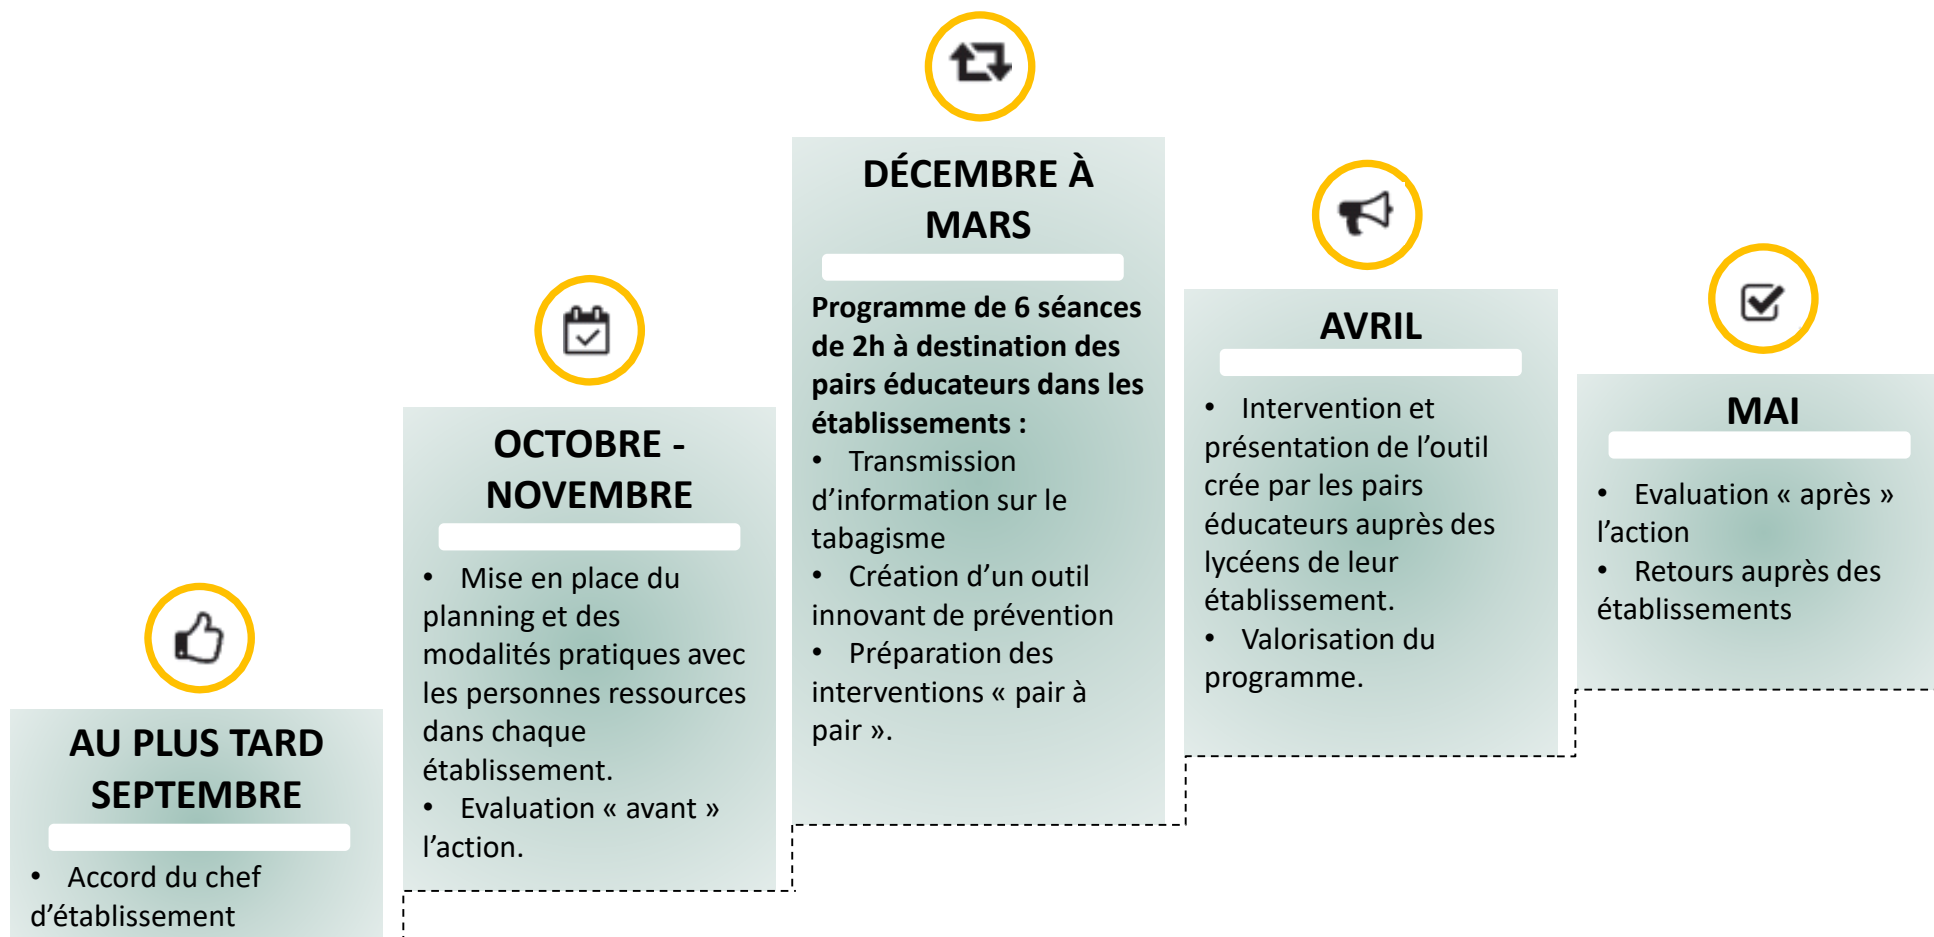 AU PLUS TARD
SEPTEMBRE
• Accord du chef
d’établissement
OCTOBRE -
NOVEMBRE
• Mise en place du
planning et des
modalités pratiques avec
les personnes ressources
dans chaque
établissement.
• Evaluation « avant »
l’action.
DÉCEMBRE À
MARS
Programme de 6 séances
de 2h à destination des
pairs éducateurs dans les
établissements :
• Transmission
d’information sur le
tabagisme
• Création d’un outil
innovant de prévention
• Préparation des
interventions « pair à
pair ».
AVRIL
• Intervention et
présentation de l’outil
crée par les pairs
éducateurs auprès des
lycéens de leur
établissement.
• Valorisation du
programme.
MAI
• Evaluation « après »
l’action
• Retours auprès des
établissements